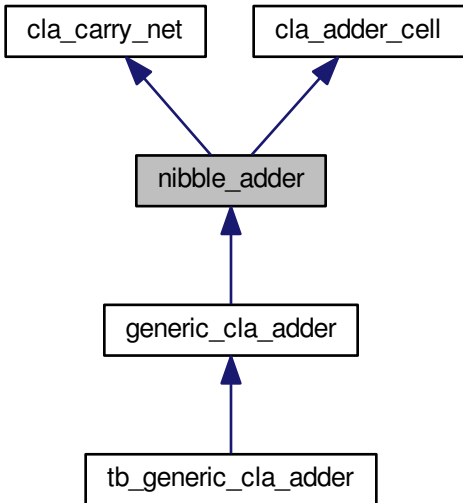 cla_carry_net
cla_adder_cell
nibble_adder
generic_cla_adder
tb_generic_cla_adder